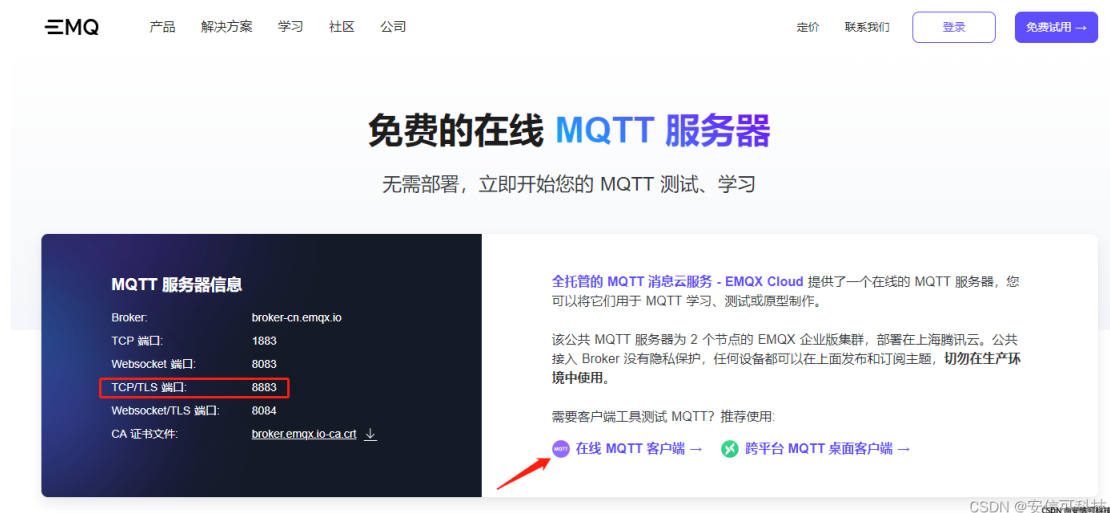 EMQ 产品 解决方案 学习 社区 公司 定价 联系我们 登录 免费试用 →
免费的在线 MQTT 服务器
无需部署，立即开始您的 MQTT 测试、学习
MQTT 服务器信息
Broker: broker-cn.emqx.io
TCP 端口: 1883
Websocket 端口: 8083
TCP/TLS 端口: 8883
Websocket/TLS 端口: 8084
CA 证书文件: broker.emqx.io-ca.crt
全托管的 MQTT 消息云服务 - EMQX Cloud 提供了一个在线的 MQTT 服务器，您
可以将它们用于 MQTT 学习、测试或原型制作。
该公共 MQTT 服务器为 2 个节点的 EMQX 企业版集群，部署在上海腾讯云。公共
接入 Broker 没有隐私保护，任何设备都可以在上面发布和订阅主题，切勿在生产环
境中使用。
需要客户端工具测试 MQTT？推荐使用:
MQTT 在线 MQTT 客户端 → 跨平台 MQTT 桌面客户端 →
CSDN @安信可科技
CSDN @安信可科技